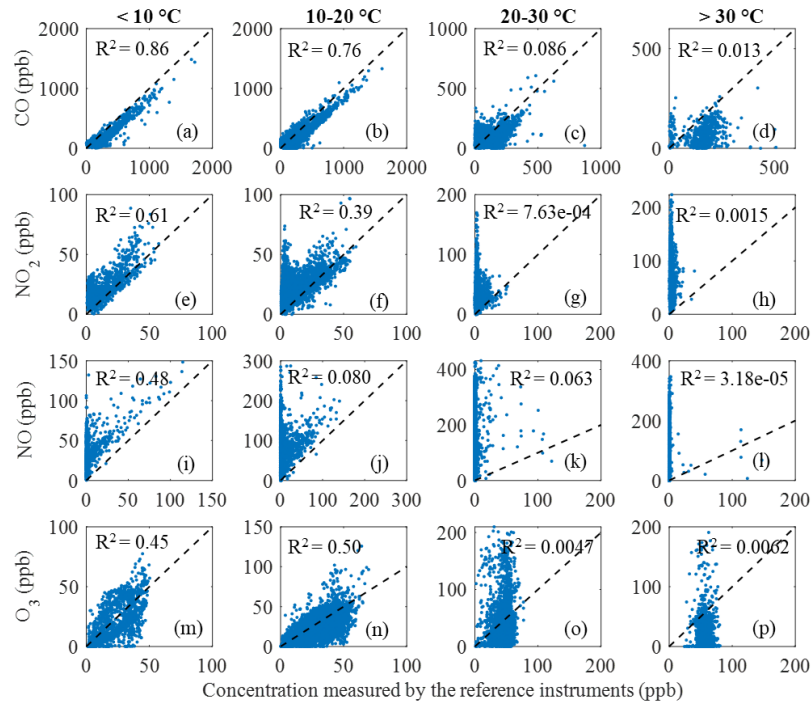 < 10 °C 10-20 °C 20-30 °C > 30 °C
CO (ppb)
2000 1000 0
R² = 0.86
(a)
0 1000 2000
2000 1000 0
R² = 0.76
(b)
0 1000 2000
1000 500 0
R² = 0.086
(c)
0 500 1000
600 0
R² = 0.013
(d)
0 500
NO₂ (ppb)
100 50 0
R² = 0.61
(e)
0 50 100
100 50 0
R² = 0.39
(f)
0 50 100
200 100 0
R² = 7.63e-04
(g)
0 100 200
200 100 0
R² = 0.0015
(h)
0 100 200
NO (ppb)
150 100 50 0
R² = 0.48
(i)
0 50 100 150
300 200 100 0
R² = 0.080
(j)
0 100 200 300
400 200 0
R² = 0.063
(k)
0 100 200
400 200 0
R² = 3.18e-05
(l)
0 100 200
O₃ (ppb)
100 50 0
R² = 0.45
(m)
0 50 100
150 100 50 0
R² = 0.50
(n)
0 50 100
200 100 0
R² = 0.0047
(o)
0 100 200
200 100 0
R² = 0.0062
(p)
0 100 200
Concentration measured by the reference instruments (ppb)